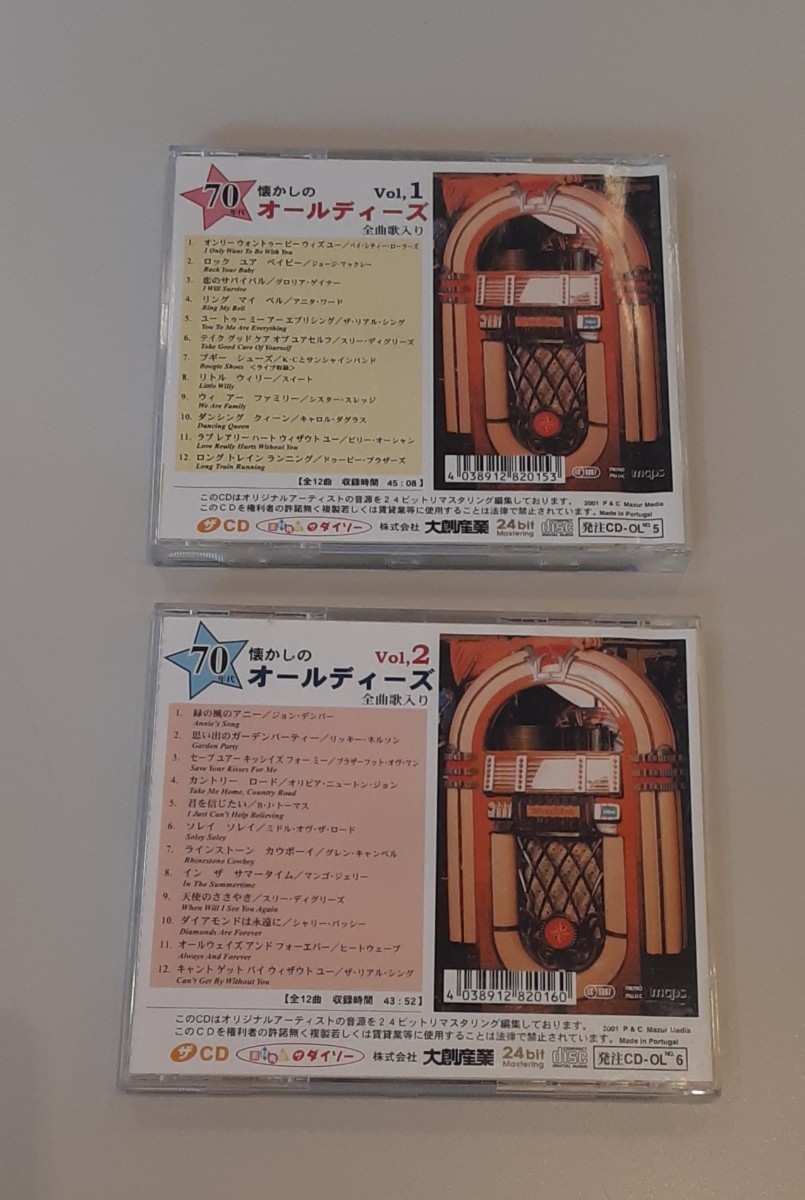 70年代
懐かしの Vol,1
オールディーズ
全曲歌入り
1. オンリー ウォントゥー ビー ウィズ ユー/ベイ・シティー・ローラーズ
I Only Want To Be With You
2. ロック ユア ベイビー/ジョージ・マックレー
Rock Your Baby
3. 恋のサバイバル/グロリア・ゲイナー
I Will Survive
4. リング マイ ベル/アニタ・ワード
Ring My Bell
5. ユー トゥー ミー アー エブリシング/ザ・リアル・シング
You To Me Are Everything
6. テイク グッド ケア オブ ユアセルフ/スリー・ディグリーズ
Take Good Care Of Yourself
7. ブギー シューズ/K・Cとサンシャインバンド
Boogie Shoes <ライブ収録>
8. リトル ウィリー/スイート
Little Willy
9. ウィ アー ファミリー/シスター・スレッジ
We Are Family
10. ダンシング クィーン/キャロル・ダグラス
Dancing Queen
11. ラブ レアリー ハート ウィザウト ユー/ビリー・オーシャン
Love Really Hurts Without You
12. ロング トレイン ランニング/ドゥービー・ブラザーズ
Long Train Running
【全12曲 収録時間 45:08】
4 038912 820153
LC 1887
MEMO MUSIC
mcps
このCDはオリジナルアーティストの音源を24ビットリマスタリング編集しております。 2001 P & C Mazur Media
このCDを権利者の許諾無く複製若しくは賃貸業等に使用することは法律で禁止されています。 Made in Portugal
ザCD
ザ・ダイソー
株式会社 大創産業
24bit Mastering
COMPACT disc DIGITAL AUDIO
発注CD-OL NO. 5
70年代
懐かしの Vol,2
オールディーズ
全曲歌入り
1. 緑の風のアニー/ジョン・デンバー
Annie's Song
2. 思い出のガーデンパーティー/リッキー・ネルソン
Garden Party
3. セーブ ユアー キッシイズ フォー ミー/ブラザーフット・オヴ・マン
Save Your Kisses For Me
4. カントリー ロード/オリビア・ニュートン・ジョン
Take Me Home, Country Road
5. 君を信じたい/B・J・トーマス
I Just Can't Help Believing
6. ソレイ ソレイ/ミドル・オヴ・ザ・ロード
Soley Soley
7. ラインストーン カウボーイ/グレン・キャンベル
Rhinestone Cowboy
8. イン ザ サマータイム/マンゴ・ジェリー
In The Summertime
9. 天使のささやき/スリー・ディグリーズ
When Will I See You Again
10. ダイアモンドは永遠に/シャリー・バッシー
Diamonds Are Forever
11. オールウェイズ アンド フォーエバー/ヒートウェーブ
Always And Forever
12. キャント ゲット バイ ウィザウト ユー/ザ・リアル・シング
Can't Get By Without You
【全12曲 収録時間 43:52】
4 038912 820160
LC 1887
MEMO MUSIC
mcps
このCDはオリジナルアーティストの音源を24ビットリマスタリング編集しております。 2001 P & C Mazur Media
このCDを権利者の許諾無く複製若しくは賃貸業等に使用することは法律で禁止されています。 Made in Portugal
ザCD
ザ・ダイソー
株式会社 大創産業
24bit Mastering
COMPACT disc DIGITAL AUDIO
発注CD-OL NO. 6